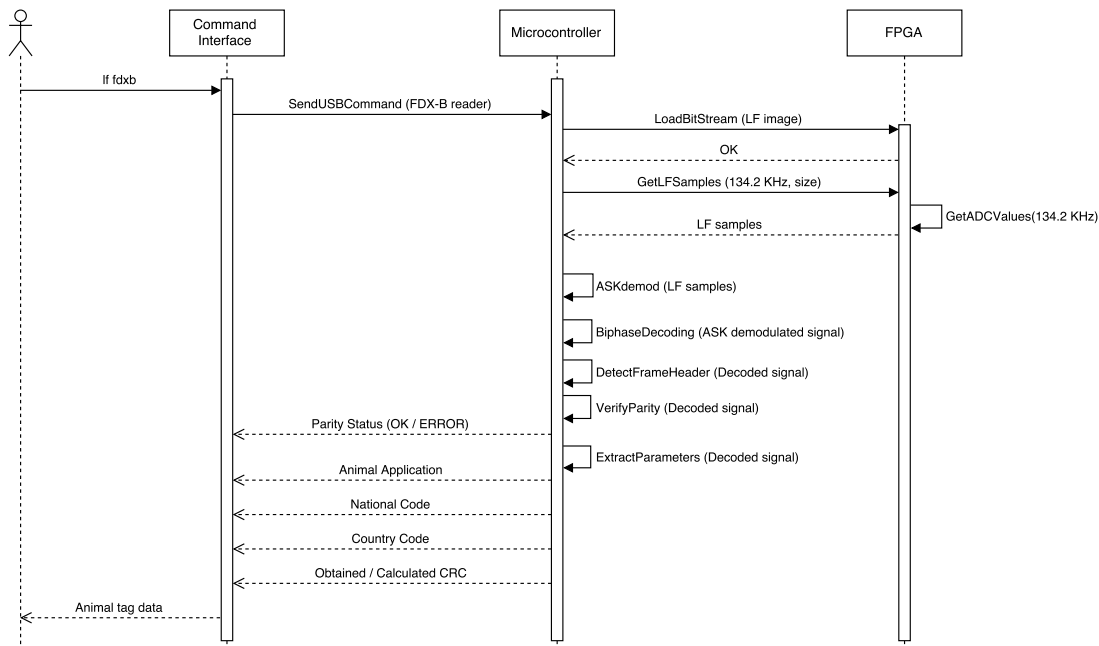 Command
Interface
Microcontroller
FPGA
lf fdxb
SendUSBCommand (FDX-B reader)
LoadBitStream (LF image)
OK
GetLFSamples (134.2 KHz, size)
GetADCValues(134.2 KHz)
LF samples
ASKdemod (LF samples)
BiphaseDecoding (ASK demodulated signal)
DetectFrameHeader (Decoded signal)
VerifyParity (Decoded signal)
Parity Status (OK / ERROR)
ExtractParameters (Decoded signal)
Animal Application
National Code
Country Code
Obtained / Calculated CRC
Animal tag data